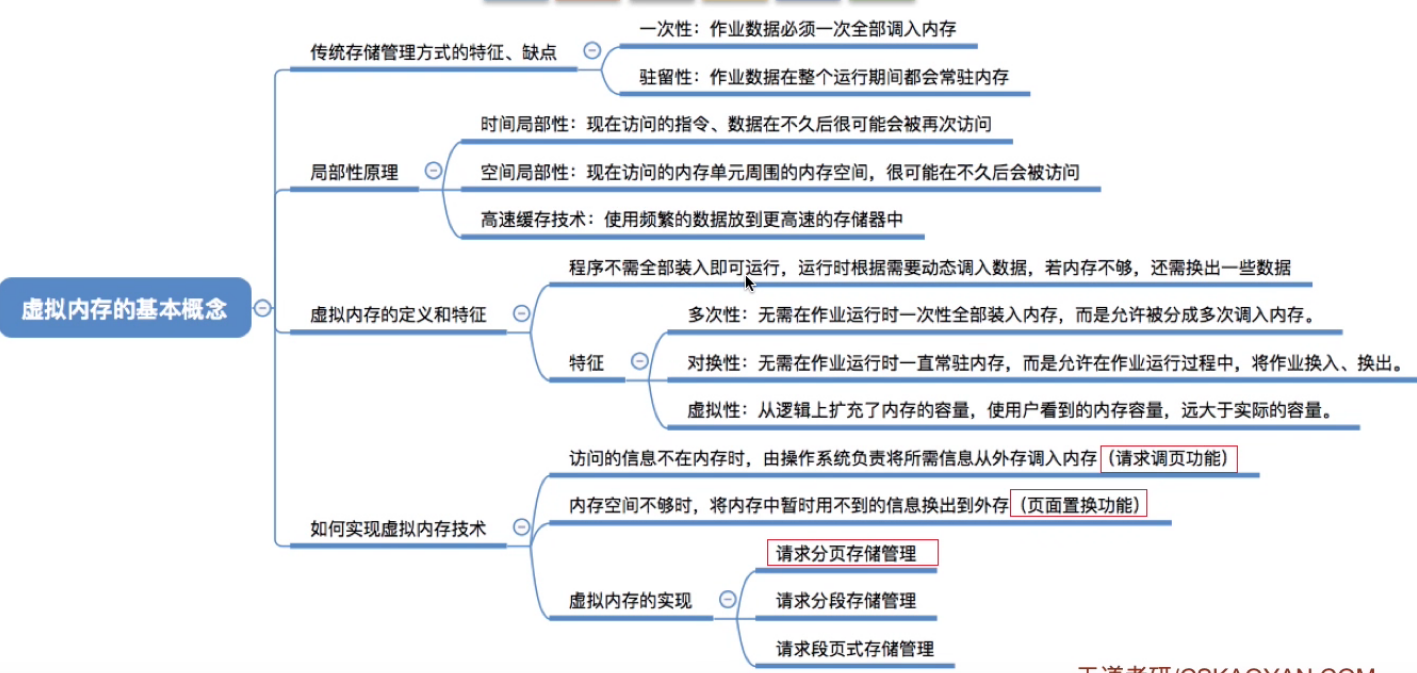 传统存储管理方式的特征、缺点
一次性：作业数据必须一次全部调入内存
驻留性：作业数据在整个运行期间都会常驻内存
局部性原理
时间局部性：现在访问的指令、数据在不久后很可能会被再次访问
空间局部性：现在访问的内存单元周围的内存空间，很可能在不久后会被访问
高速缓存技术：使用频繁的数据放到更高速的存储器中
虚拟内存的基本概念
虚拟内存的定义和特征
程序不需全部装入即可运行，运行时根据需要动态调入数据，若内存不够，还需换出一些数据
特征
多次性：无需在作业运行时一次性全部装入内存，而是允许被分成多次调入内存。
对换性：无需在作业运行时一直常驻内存，而是允许在作业运行过程中，将作业换入、换出。
虚拟性：从逻辑上扩充了内存的容量，使用户看到的内存容量，远大于实际的容量。
如何实现虚拟内存技术
访问的信息不在内存时，由操作系统负责将所需信息从外存调入内存（请求调页功能）
内存空间不够时，将内存中暂时用不到的信息换出到外存（页面置换功能）
虚拟内存的实现
请求分页存储管理
请求分段存储管理
请求段页式存储管理
王道考研/CSKAOYAN.COM